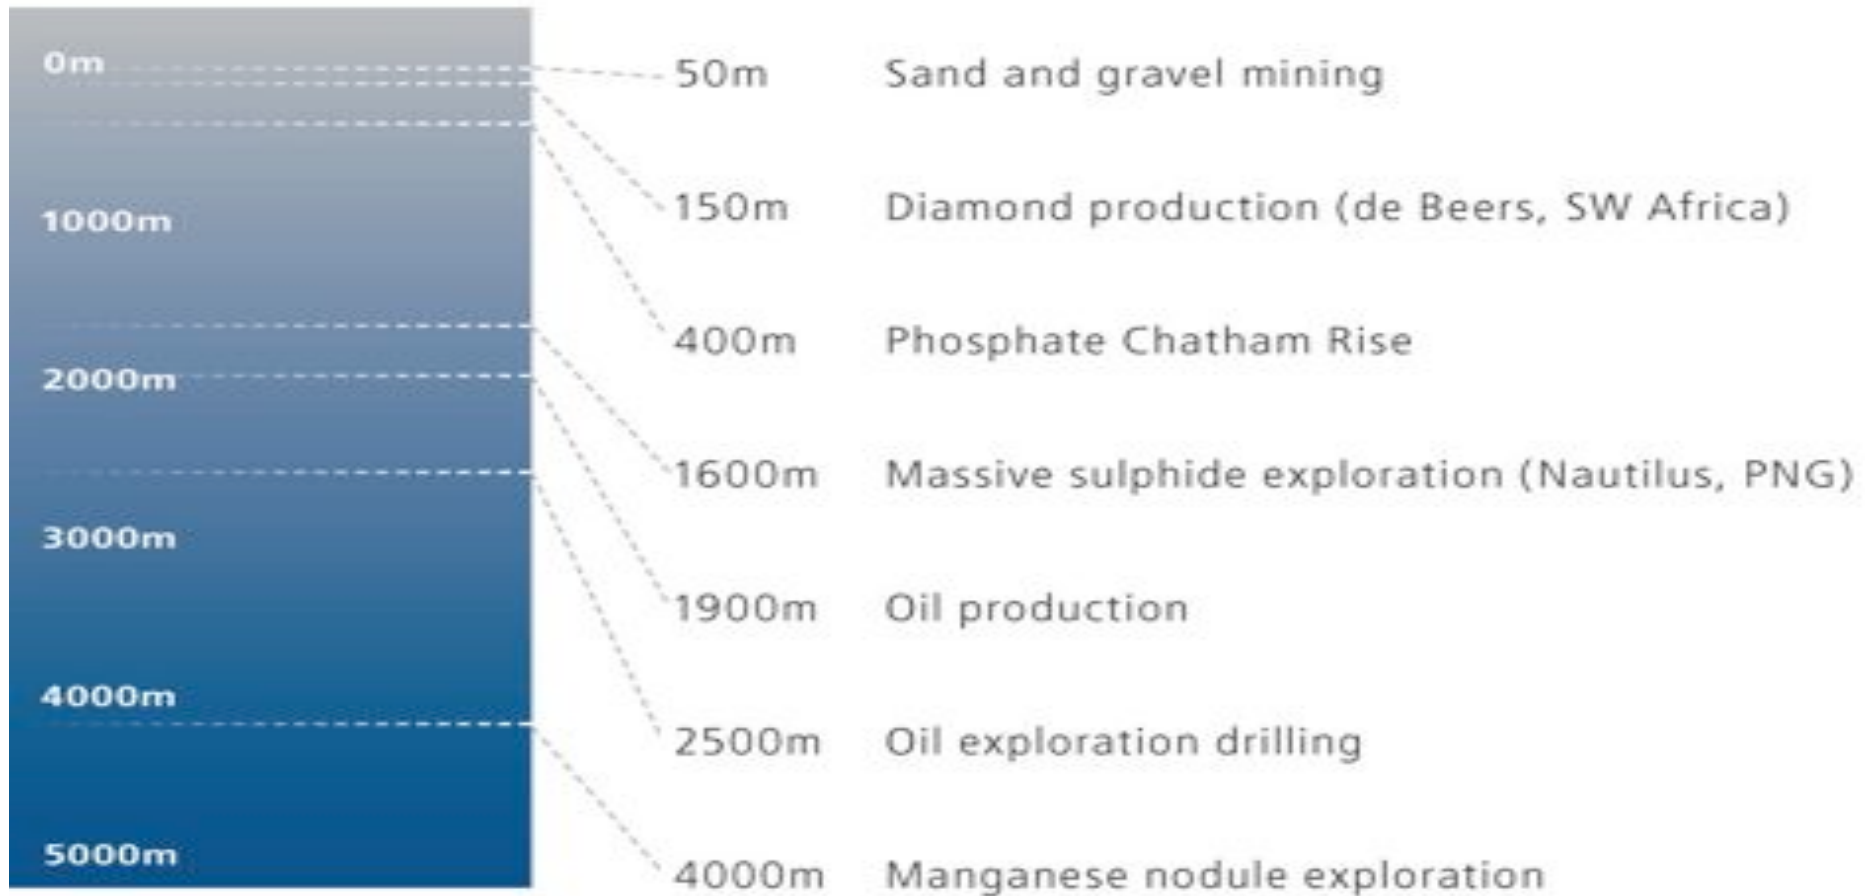 0m
50m Sand and gravel mining
150m Diamond production (de Beers, SW Africa)
1000m
400m Phosphate Chatham Rise
2000m
1600m Massive sulphide exploration (Nautilus, PNG)
3000m
1900m Oil production
4000m
2500m Oil exploration drilling
5000m
4000m Manganese nodule exploration